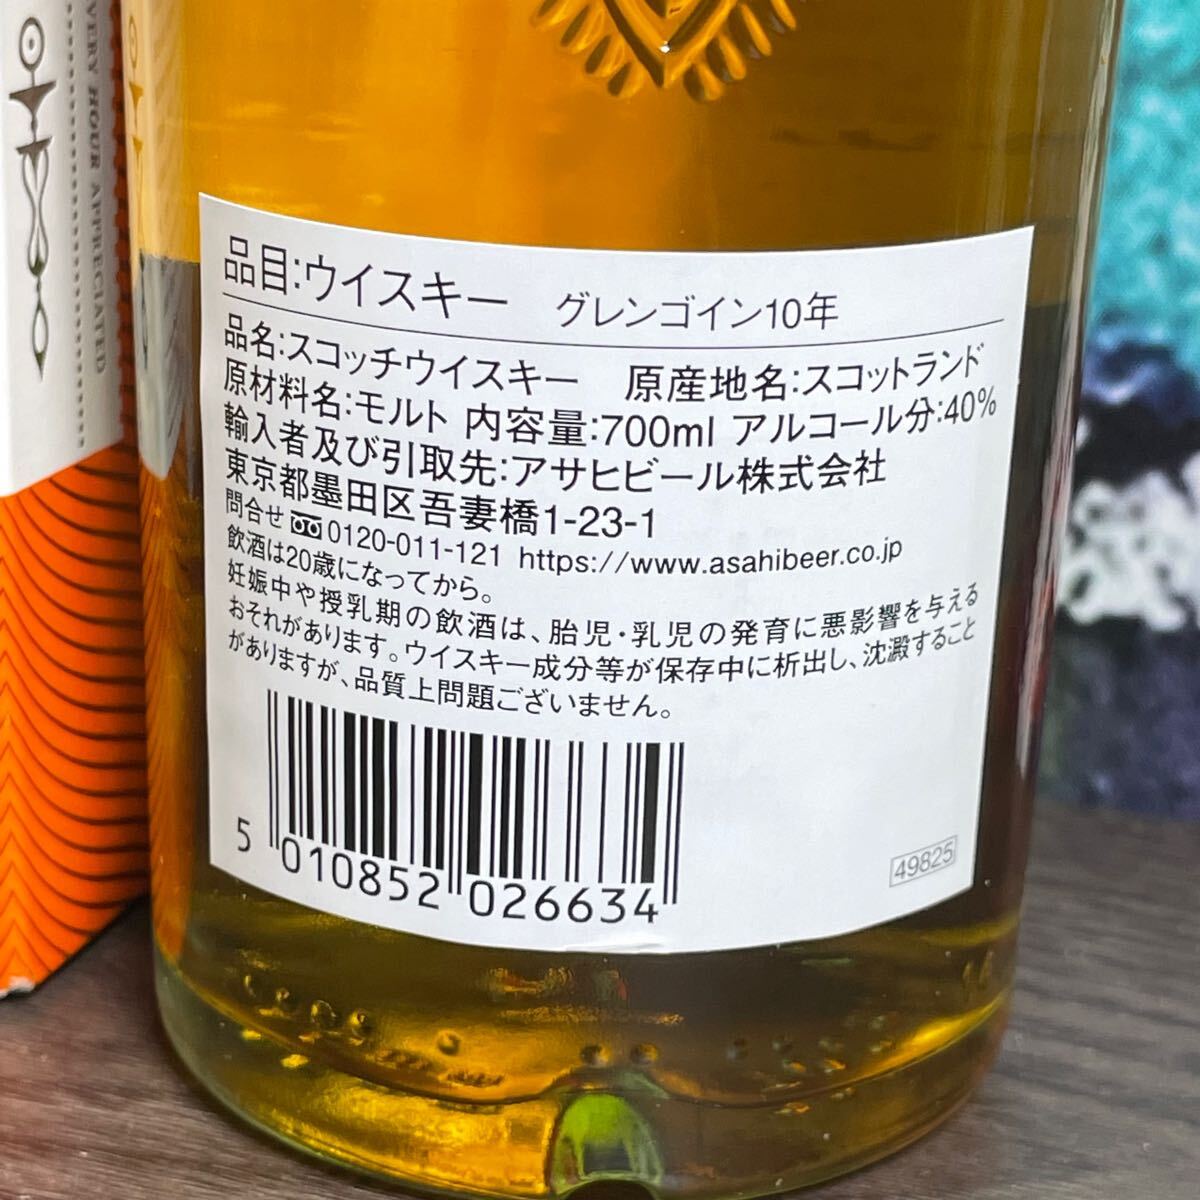 EVERY HOUR APPRECIATED
品目:ウイスキー グレンゴイン10年
品名:スコッチウイスキー 原産地名:スコットランド
原材料名:モルト 内容量:700ml アルコール分:40%
輸入者及び引取先:アサヒビール株式会社
東京都墨田区吾妻橋1-23-1
問合せ 0120-011-121 https://www.asahibeer.co.jp
飲酒は20歳になってから。
妊娠中や授乳期の飲酒は、胎児・乳児の発育に悪影響を与える
おそれがあります。ウイスキー成分等が保存中に析出し、沈澱すること
がありますが、品質上問題ございません。
5 010852 026634
49825